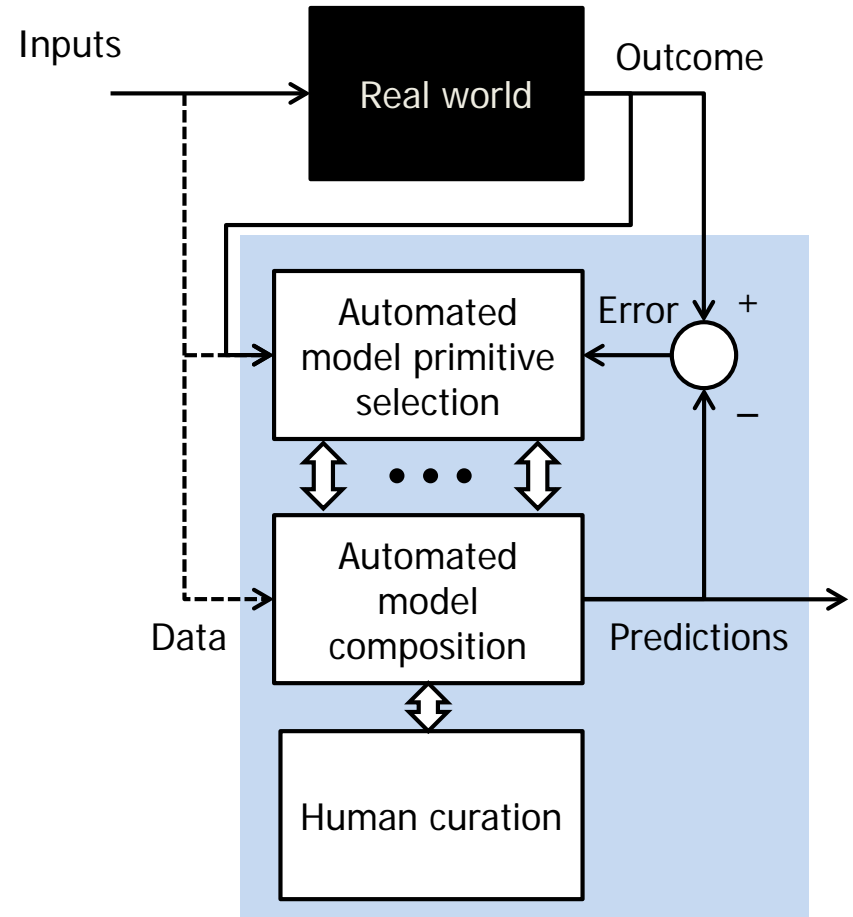 Inputs
Outcome
Real world
Automated
model primitive
selection
Error
+
−
• • •
Automated
model
composition
Data
Predictions
Human curation